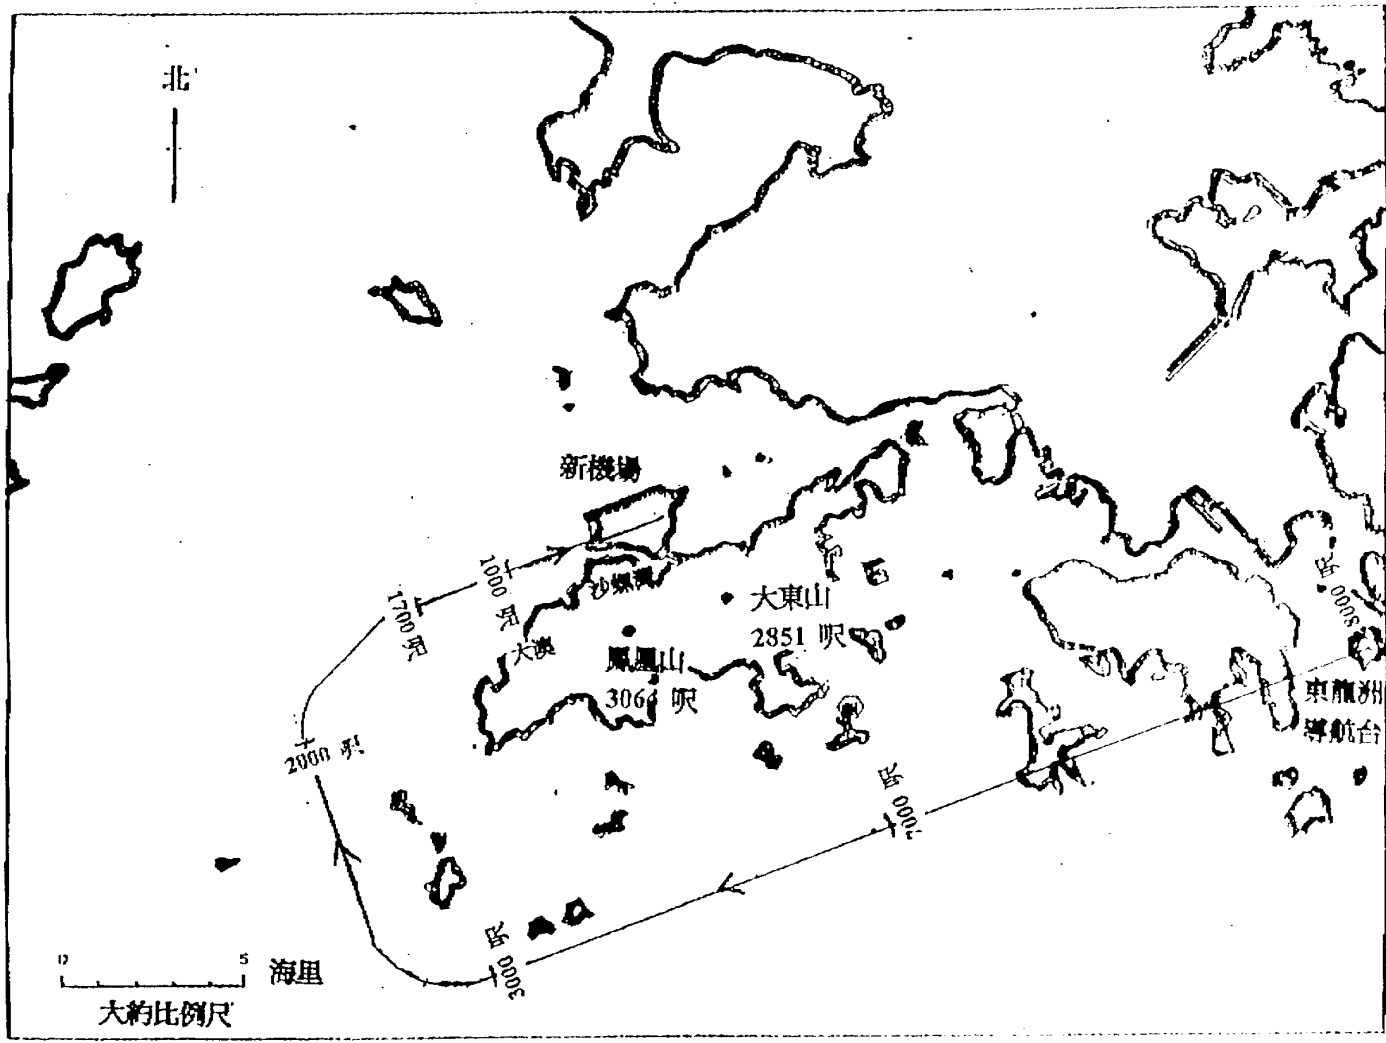 北
新機場
1000 呎
1700 呎
沙螺灣
大澳
大東山
2851 呎
鳳凰山
3064 呎
8000 呎
東龍洲
導航台
2000 呎
7000 呎
3000 呎
0 5 海里
大約比例尺